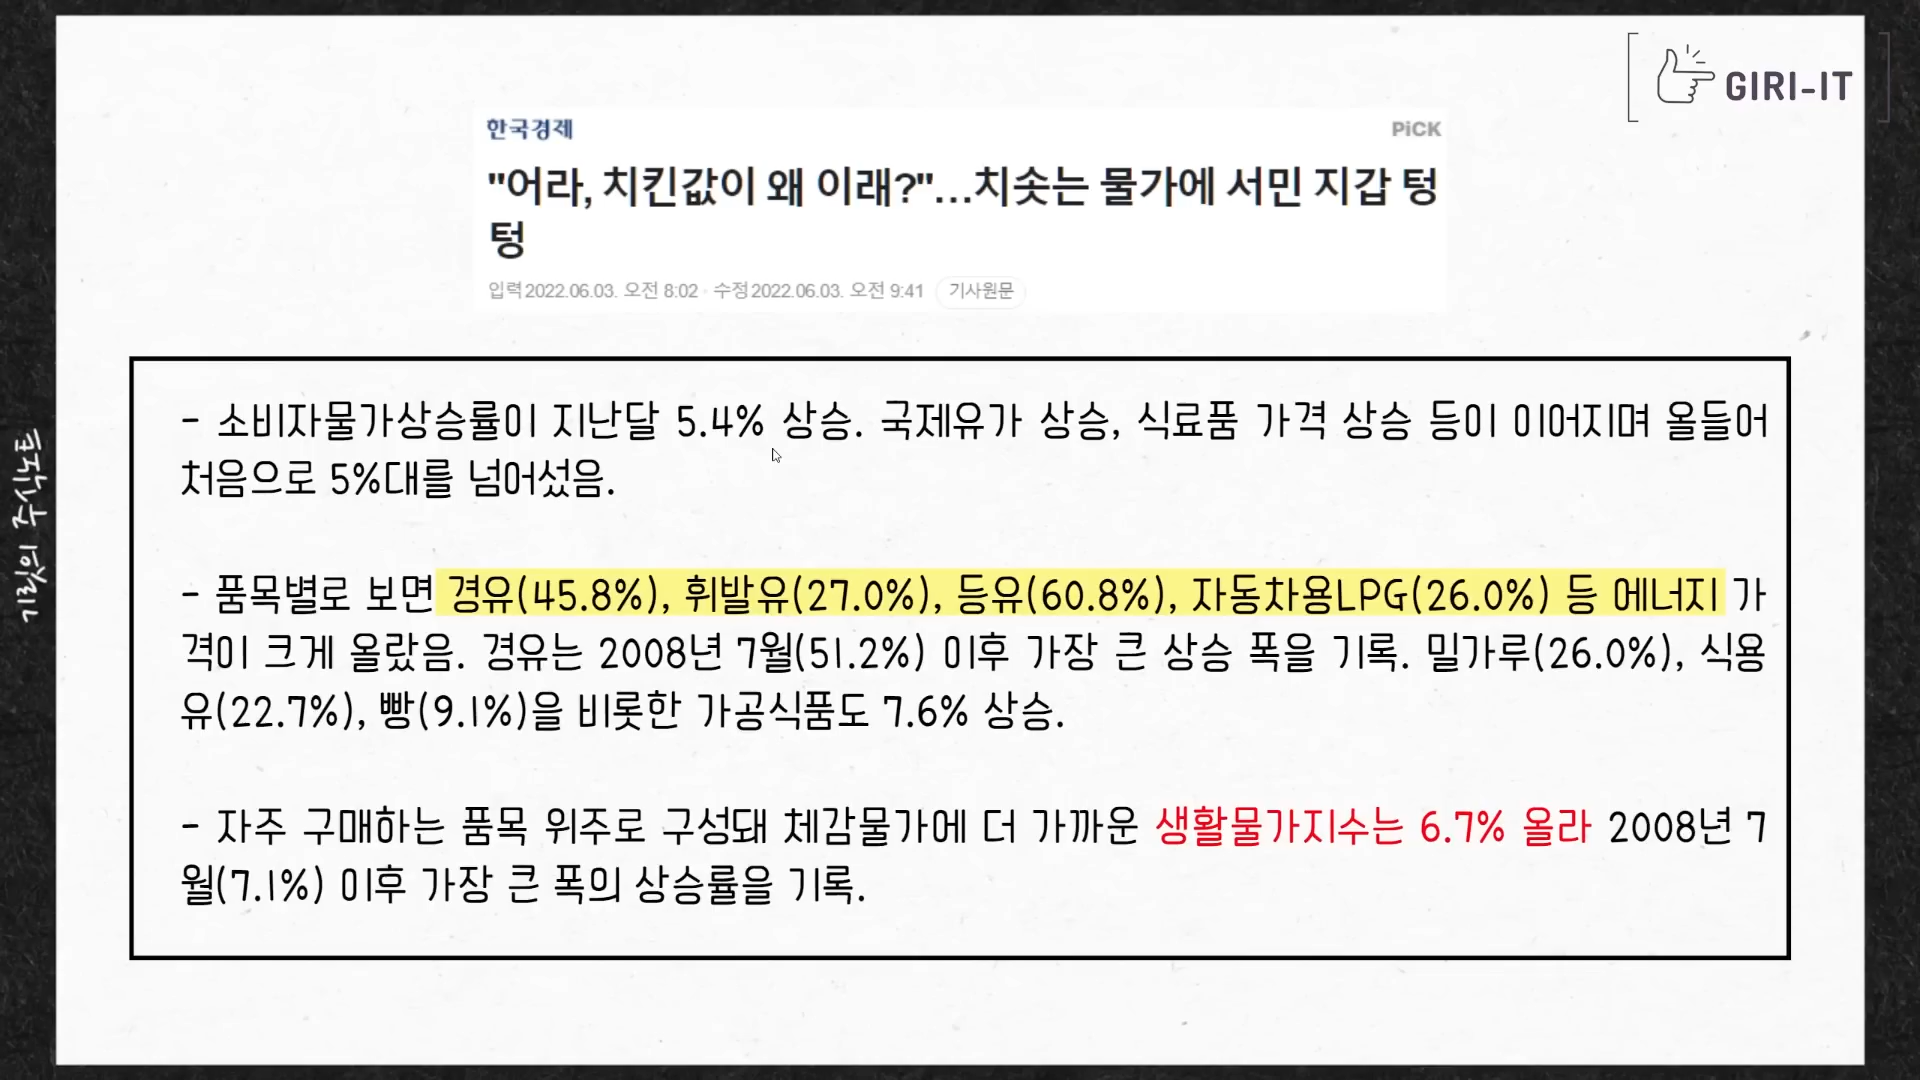 GIRI-IT
한국경제
PiCK
"어라, 치킨값이 왜 이래?"…치솟는 물가에 서민 지갑 텅
텅
입력 2022.06.03. 오전 8:02 · 수정 2022.06.03. 오전 9:41 기사원문
- 소비자물가상승률이 지난달 5.4% 상승. 국제유가 상승, 식료품 가격 상승 등이 이어지며 올들어
처음으로 5%대를 넘어섰음.
- 품목별로 보면 경유(45.8%), 휘발유(27.0%), 등유(60.8%), 자동차용LPG(26.0%) 등 에너지 가
격이 크게 올랐음. 경유는 2008년 7월(51.2%) 이후 가장 큰 상승 폭을 기록. 밀가루(26.0%), 식용
유(22.7%), 빵(9.1%)을 비롯한 가공식품도 7.6% 상승.
- 자주 구매하는 품목 위주로 구성돼 체감물가에 더 가까운 생활물가지수는 6.7% 올라 2008년 7
월(7.1%) 이후 가장 큰 폭의 상승률을 기록.
기릿의 주식노트